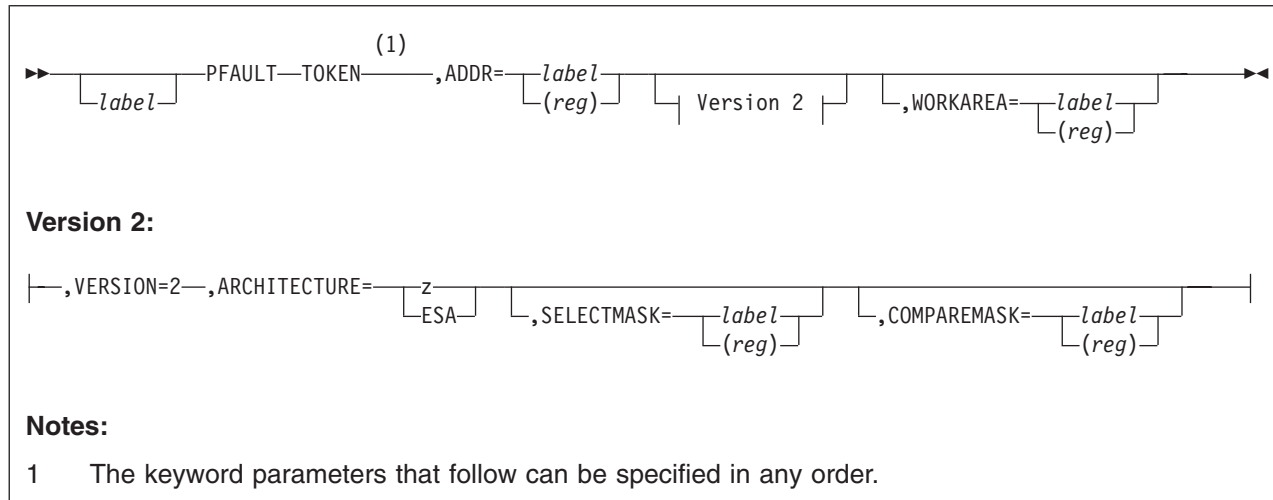 (1)
PFAULT TOKEN ,ADDR= label
label (reg) Version 2 ,WORKAREA= label
(reg)
Version 2:
,VERSION=2 ,ARCHITECTURE= z
ESA ,SELECTMASK= label ,COMPAREMASK= label
(reg) (reg)
Notes:
1 The keyword parameters that follow can be specified in any order.